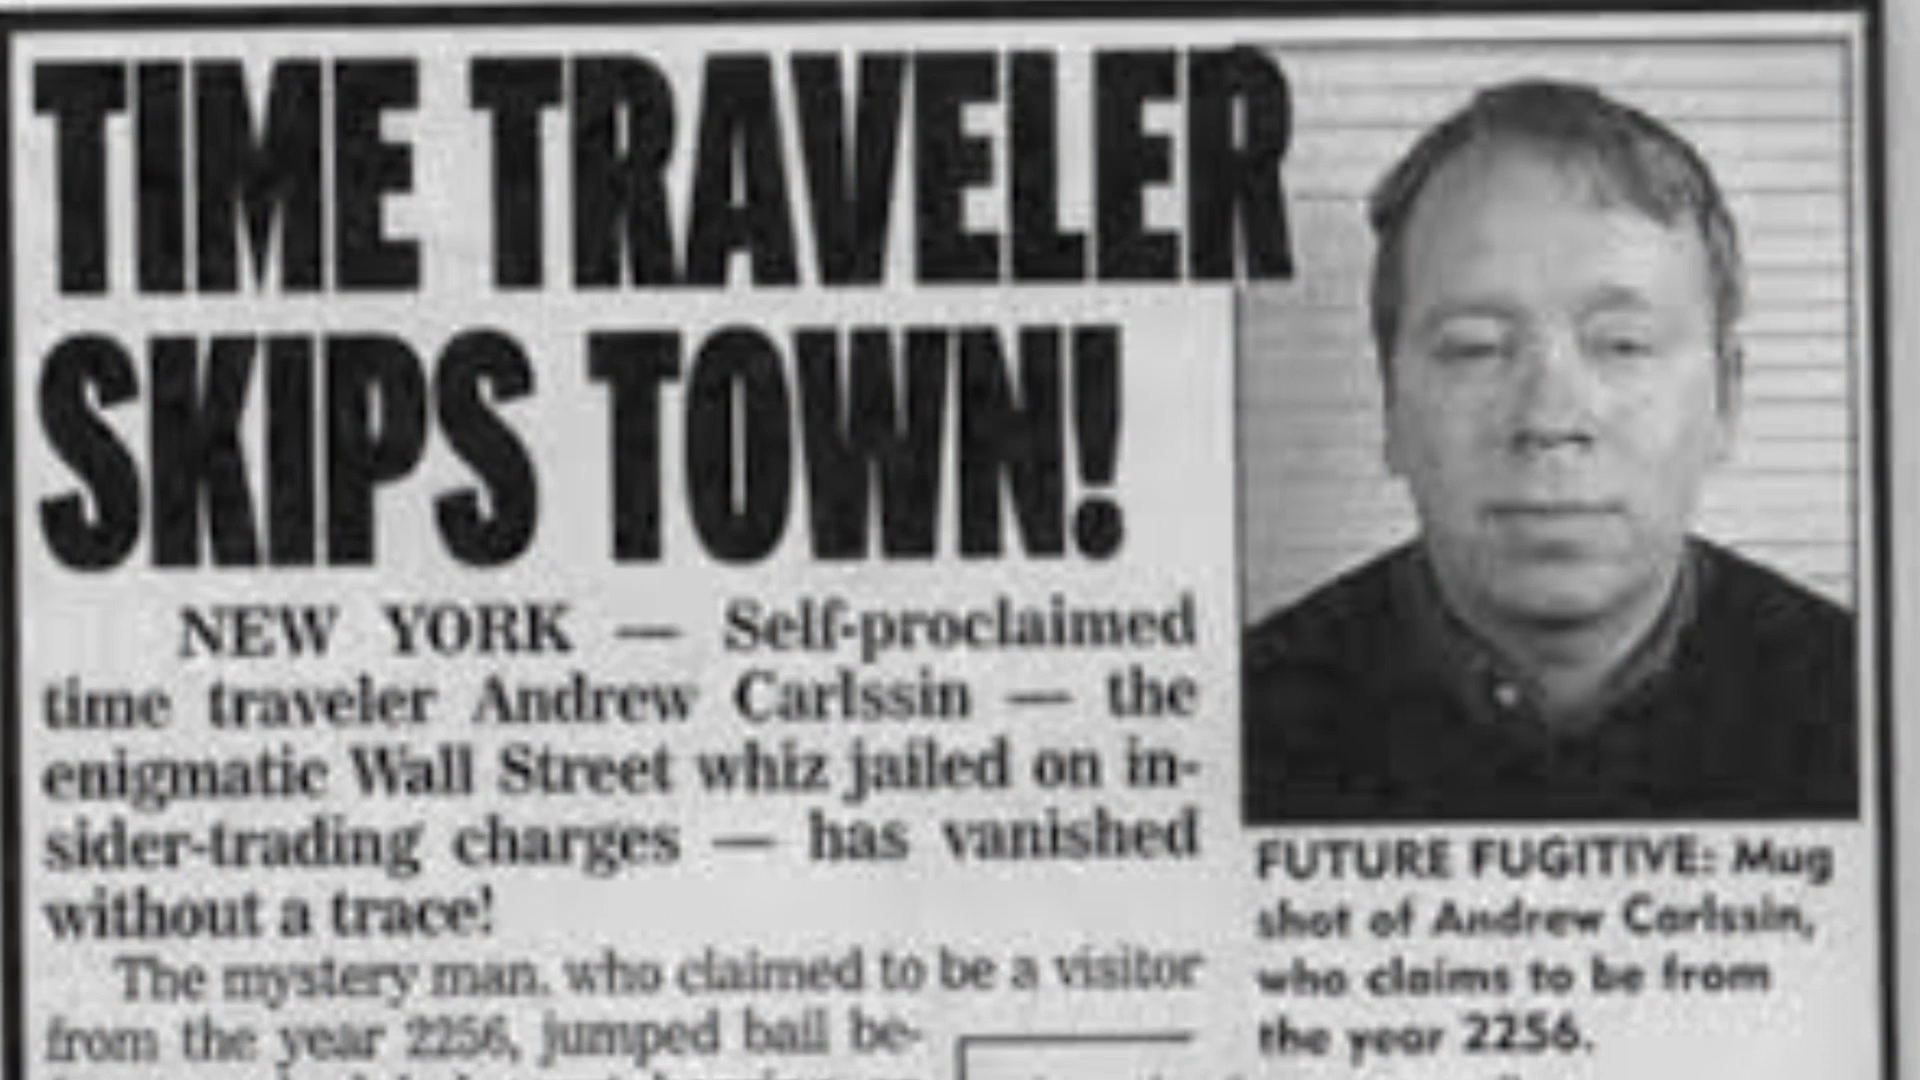 TIME TRAVELER
SKIPS TOWN!
NEW YORK — Self-proclaimed
time traveler Andrew Carlssin — the
enigmatic Wall Street whiz jailed on in-
sider-trading charges — has vanished
without a trace!
The mystery man, who claimed to be a visitor
from the year 2256, jumped bail be-
FUTURE FUGITIVE: Mug
shot of Andrew Carlssin,
who claims to be from
the year 2256.